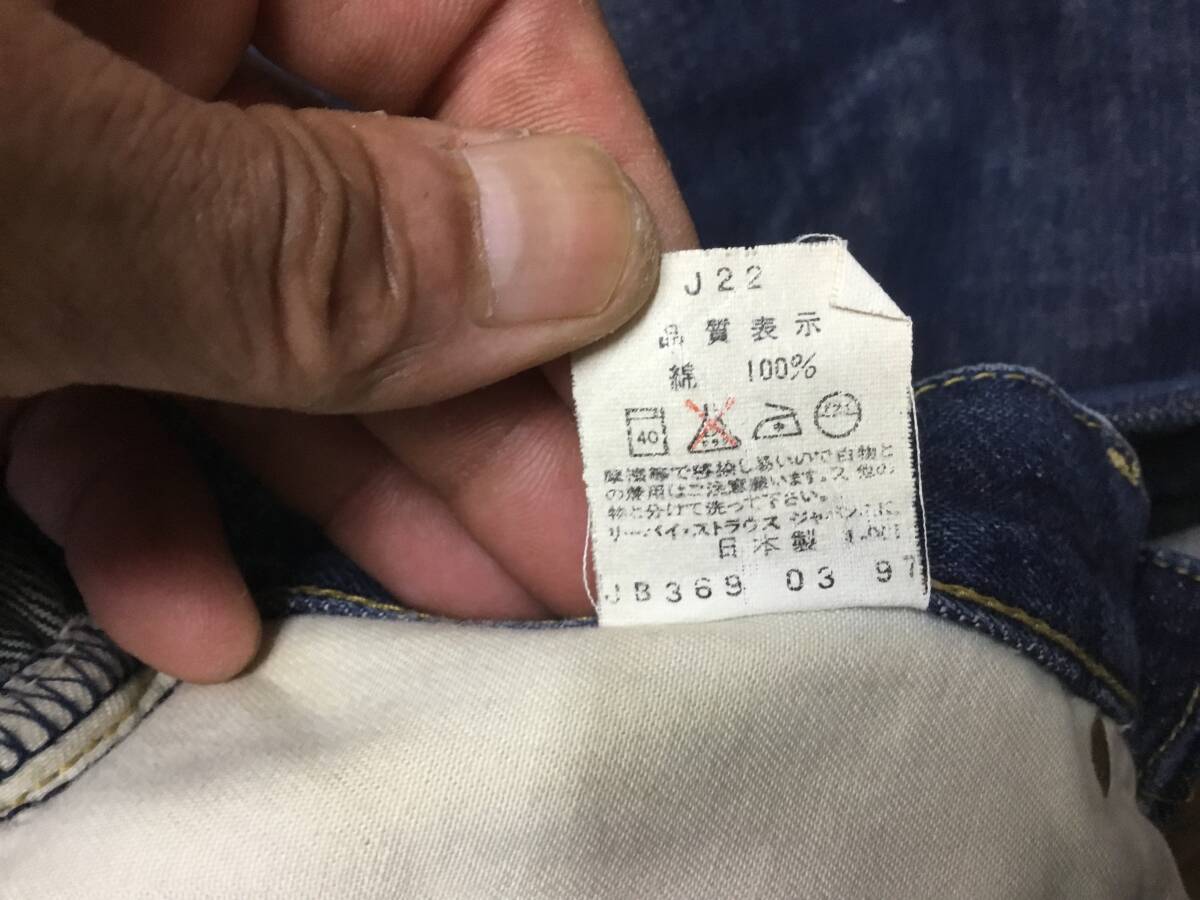 J22
品質表示
綿 100%
40
摩擦等で移染し易いので白物と
の着用はご注意願います。又他の
物と分けて洗って下さい。
リーバイ・ストラウス ジャパン
日本製
JB369 03 97